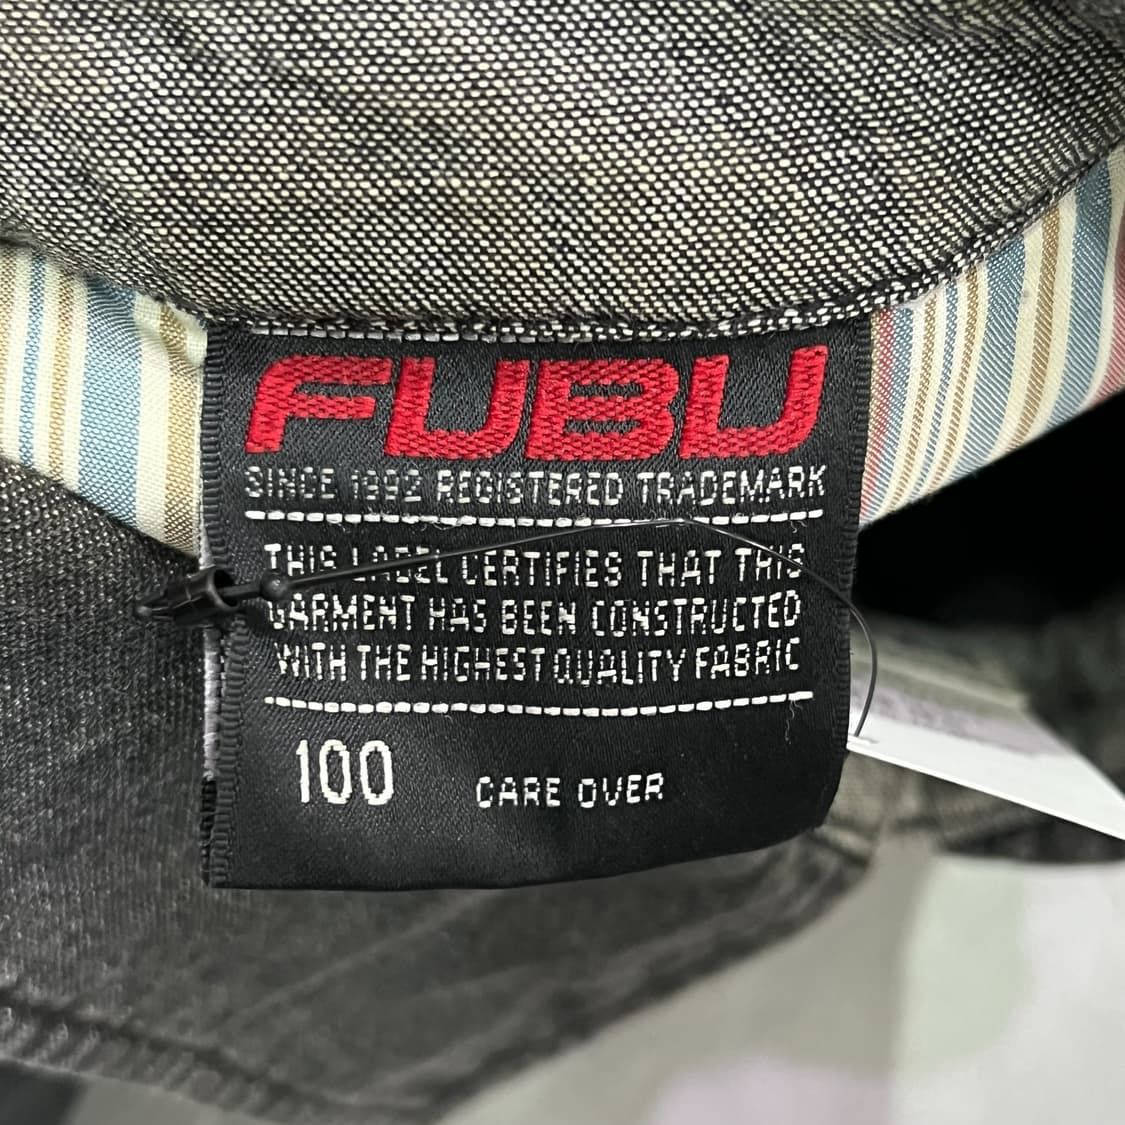 FUBU
SINCE 1992 REGISTERED TRADEMARK
THIS LABEL CERTIFIES THAT THIS
GARMENT HAS BEEN CONSTRUCTED
WITH THE HIGHEST QUALITY FABRIC
100 CARE OVER